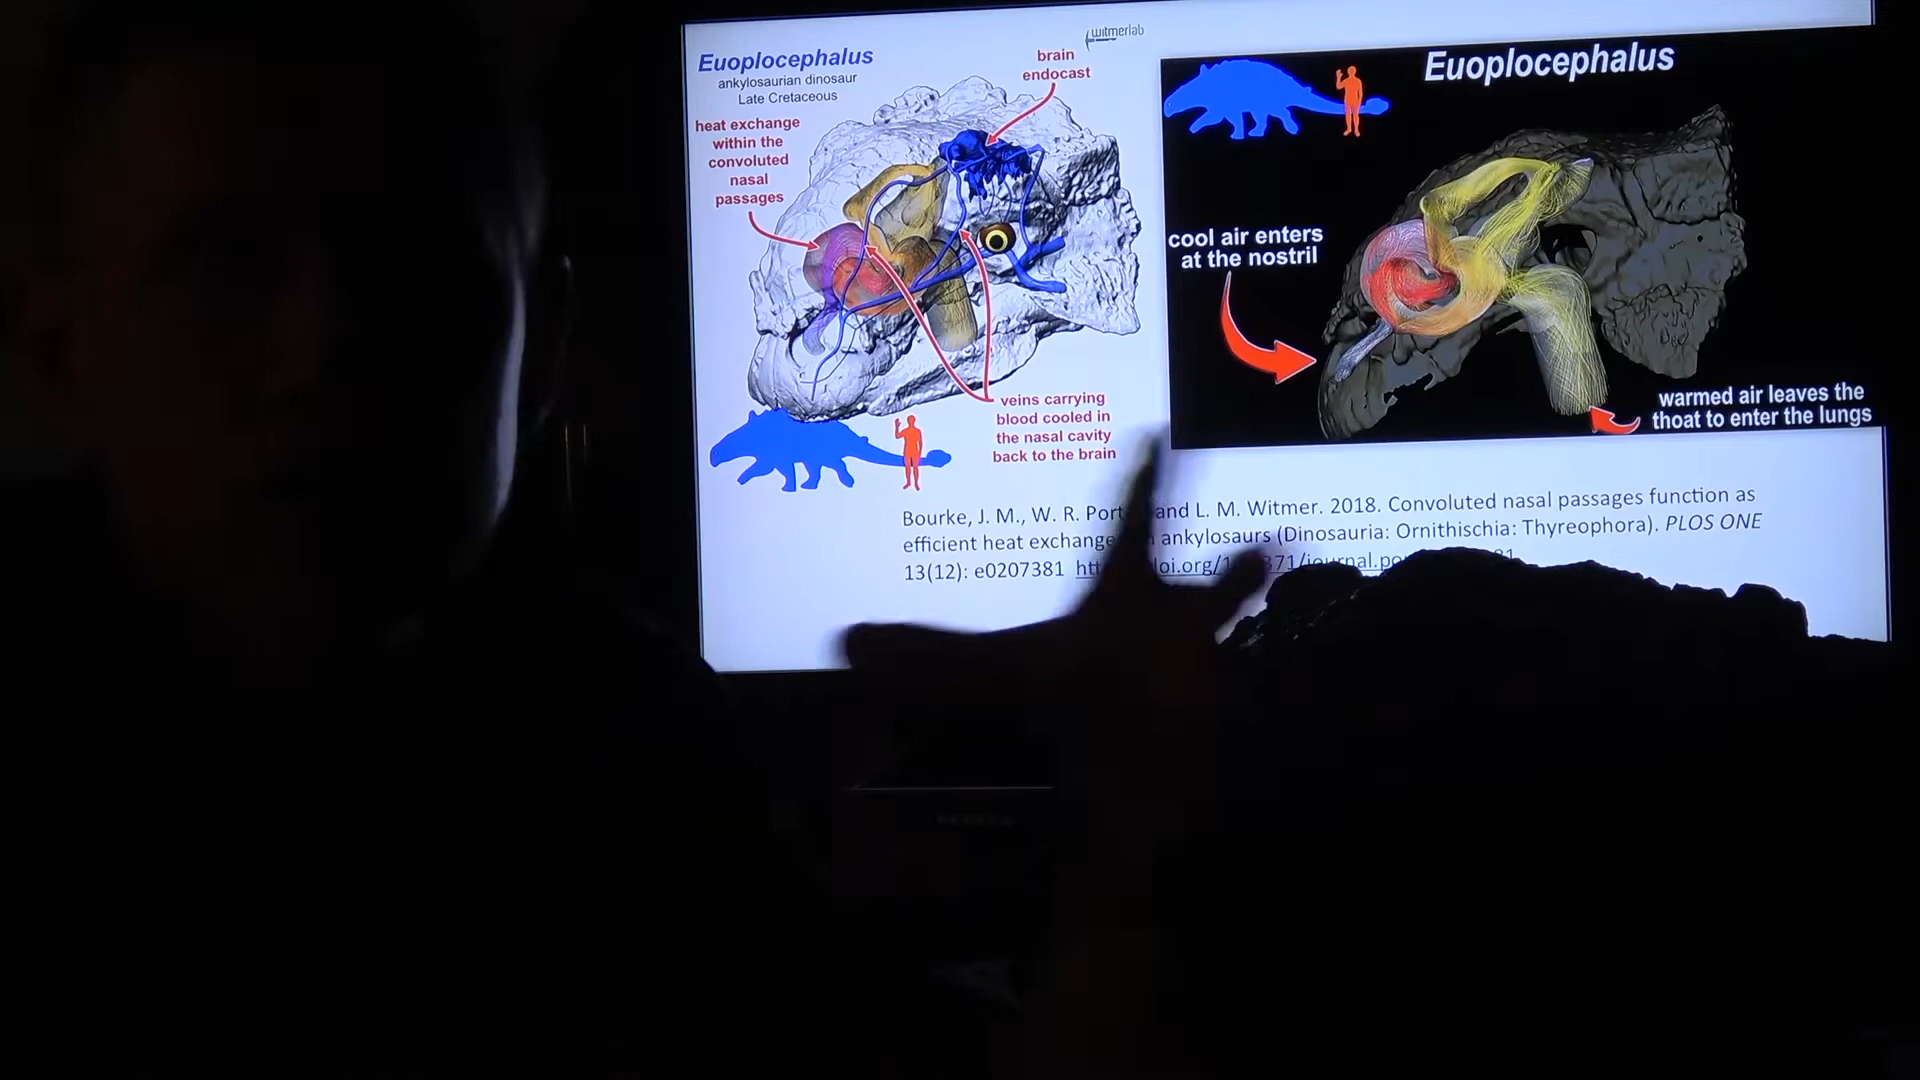 witmerlab
Euoplocephalus
ankylosaurian dinosaur
Late Cretaceous
brain
endocast
heat exchange
within the
convoluted
nasal
passages
veins carrying
blood cooled in
the nasal cavity
back to the brain
Euoplocephalus
cool air enters
at the nostril
warmed air leaves the
thoat to enter the lungs
Bourke, J. M., W. R. and L. M. Witmer. 2018. Convoluted nasal passages function as
efficient heat ankylosaurs (Dinosauria: Ornithischia: Thyreophora). PLOS ONE
13(12): e0207381